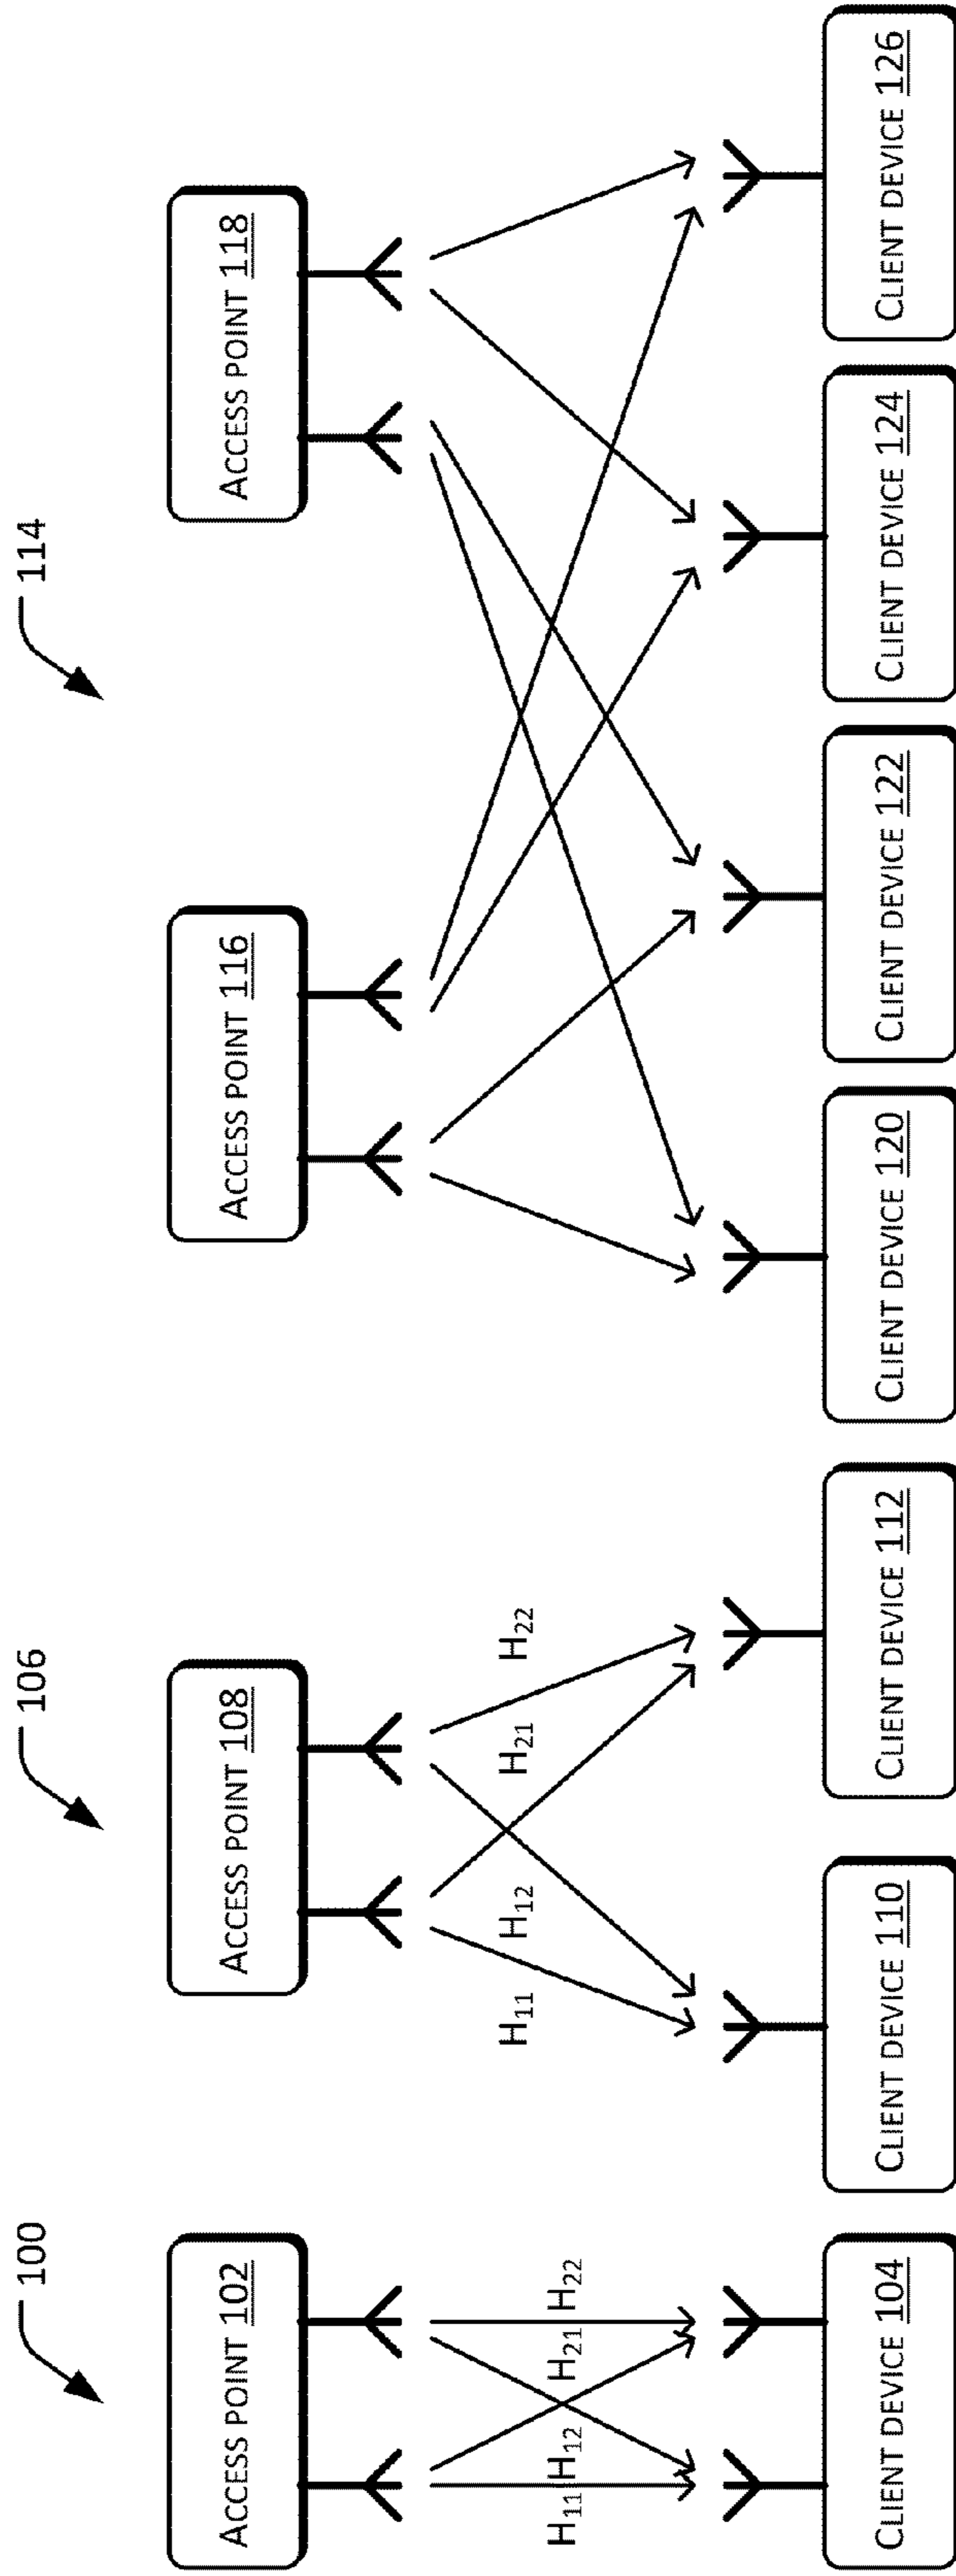 100
ACCESS POINT 102
H11
H12
H21
H22
CLIENT DEVICE 104
106
ACCESS POINT 108
H11
H12
H21
H22
CLIENT DEVICE 110
CLIENT DEVICE 112
114
ACCESS POINT 116
ACCESS POINT 118
CLIENT DEVICE 120
CLIENT DEVICE 122
CLIENT DEVICE 124
CLIENT DEVICE 126